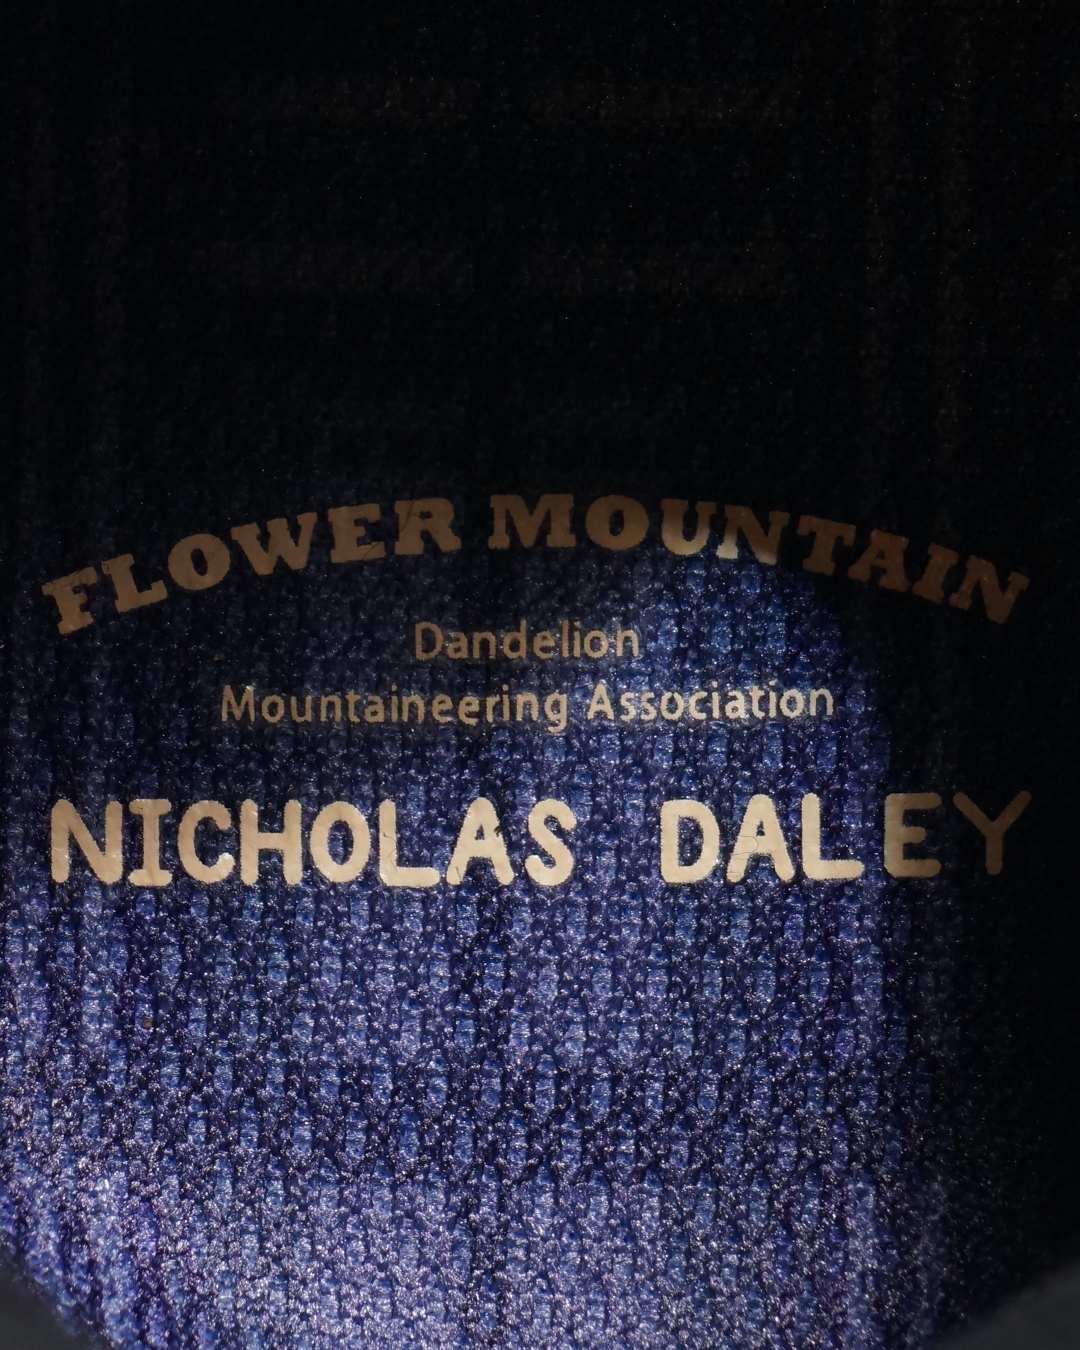 FLOWER MOUNTAIN
Dandelion
Mountaineering Association
NICHOLAS DALEY